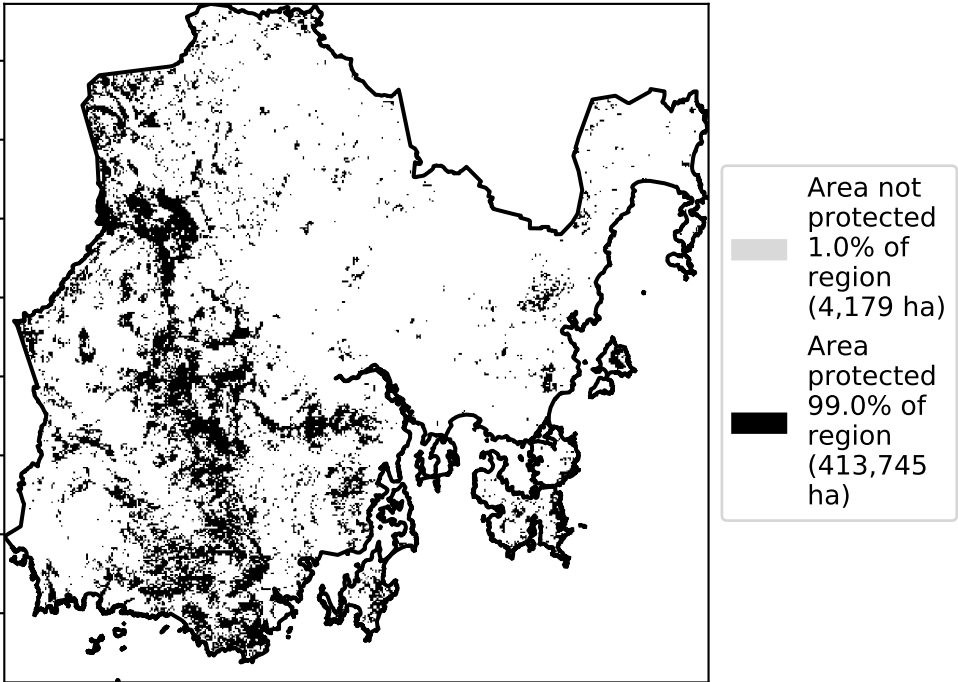 Area not
protected
1.0% of
region
(4,179 ha)
Area
protected
99.0% of
region
(413,745
ha)